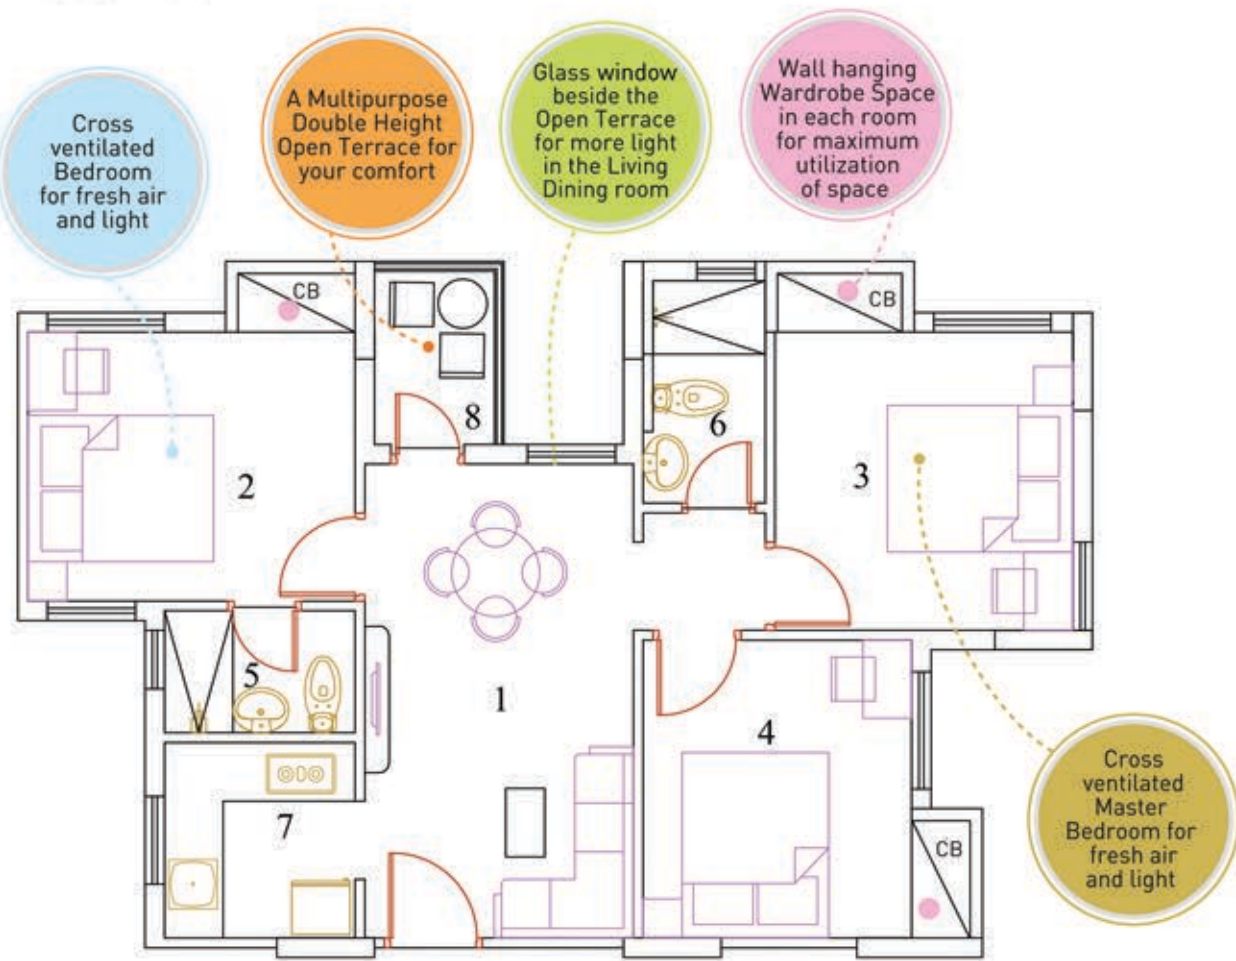 Cross
ventilated
Bedroom
for fresh air
and light
A Multipurpose
Double Height
Open Terrace for
your comfort
Glass window
beside the
Open Terrace
for more light
in the Living
Dining room
Wall hanging
Wardrobe Space
in each room
for maximum
utilization
of space
CB
CB
8
6
2
3
5
1
4
7
CB
Cross
ventilated
Master
Bedroom for
fresh air
and light